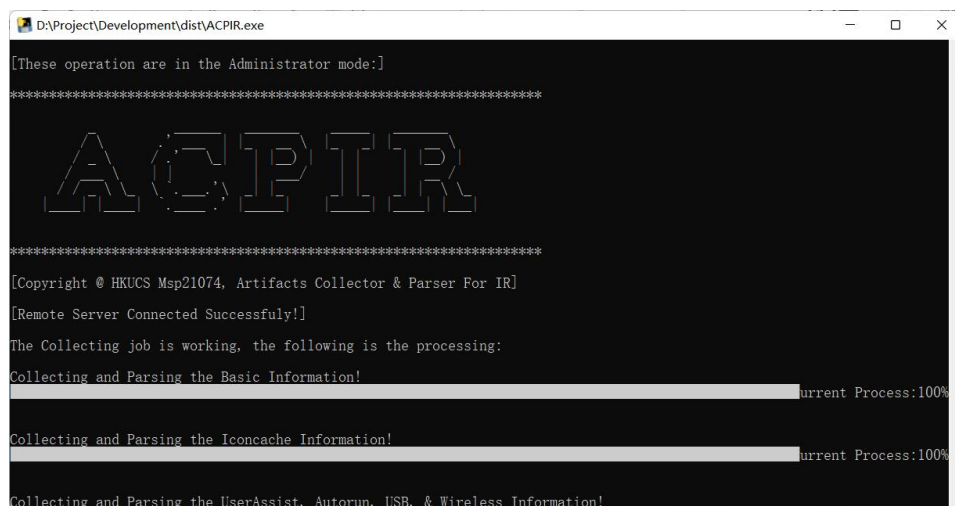 D:\Project\Development\dist\ACPIR.exe
[These operation are in the Administrator mode:]
********************************************************************
ACPIR
********************************************************************
[Copyright @ HKUCS Msp21074, Artifacts Collector & Parser For IR]
[Remote Server Connected Successfuly!]
The Collecting job is working, the following is the processing:
Collecting and Parsing the Basic Information!
urrent Process:100%
Collecting and Parsing the Iconcache Information!
urrent Process:100%
Collecting and Parsing the UserAssist, Autorun, USB, & Wireless Information!